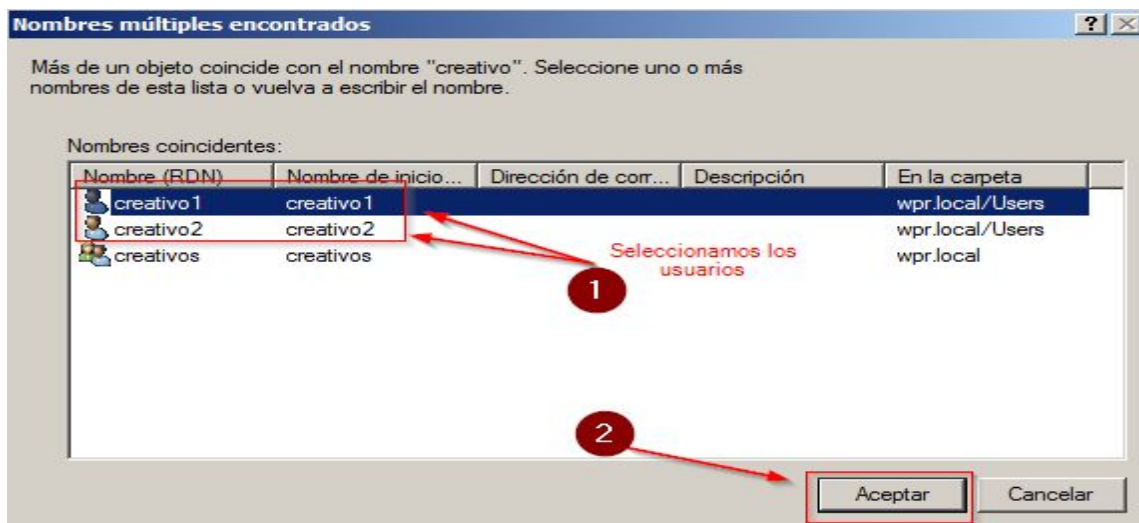 Nombres múltiples encontrados
Más de un objeto coincide con el nombre "creativo". Seleccione uno o más
nombres de esta lista o vuelva a escribir el nombre.
Nombres coincidentes:
Nombre (RDN) Nombre de inicio... Dirección de corr... Descripción En la carpeta
creativo1 creativo1 wpr.local/Users
creativo2 creativo2 wpr.local/Users
creativos creativos wpr.local
Seleccionamos los
usuarios
1
2
Aceptar Cancelar